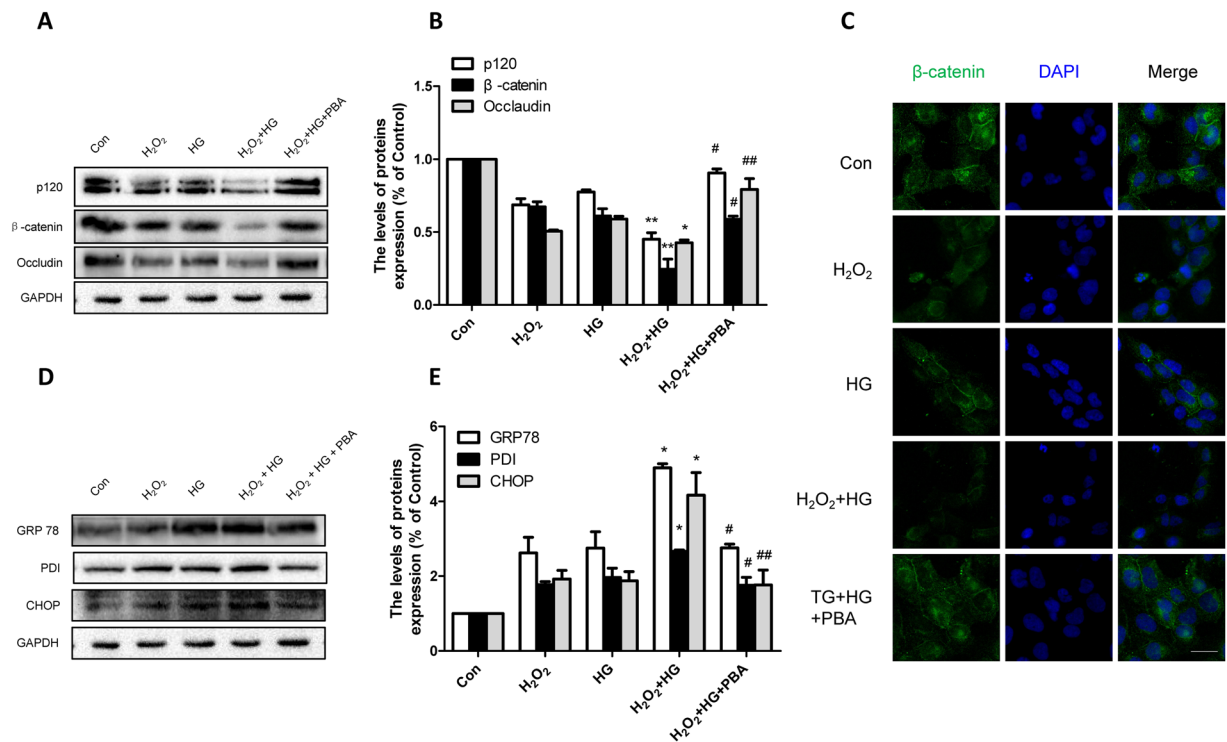 A
Con
H₂O₂
HG
H₂O₂+HG
H₂O₂+HG+PBA
p120
β-catenin
Occludin
GAPDH
B
p120
β -catenin
Occlaudin
The levels of proteins
expression (% of Control)
1.5
1.0
0.5
0.0
** ** *
# # ##
Con
H₂O₂
HG
H₂O₂+HG
H₂O₂+HG+PBA
C
β-catenin DAPI Merge
Con
H₂O₂
HG
H₂O₂+HG
TG+HG
+PBA
D
Con
H₂O₂
HG
H₂O₂ + HG
H₂O₂ + HG + PBA
GRP 78
PDI
CHOP
GAPDH
E
GRP78
PDI
CHOP
The levels of proteins
expression (% of Control)
6
4
2
0
* * *
# # ##
Con
H₂O₂
HG
H₂O₂+HG
H₂O₂+HG+PBA